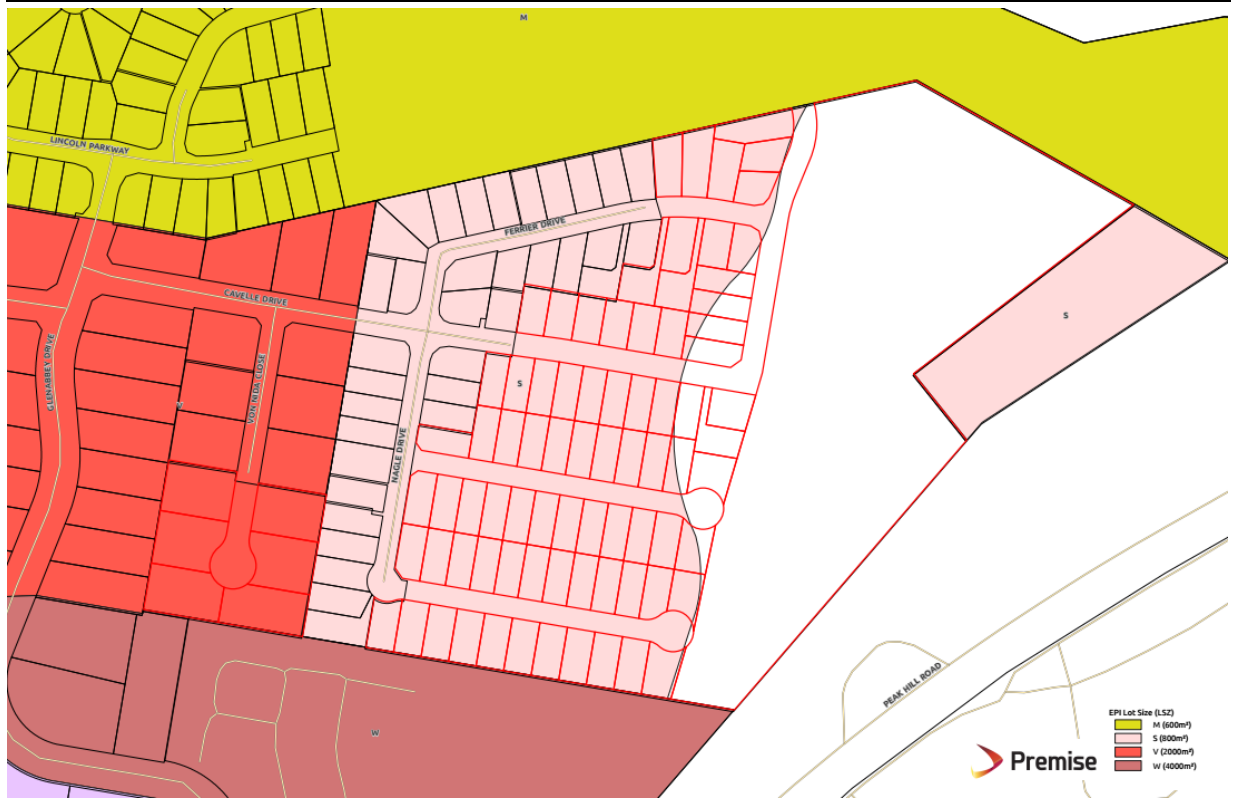 M
LINCOLN PARKWAY
FERRIER DRIVE
CAVELLE DRIVE
S
GLENABBEY DRIVE
VON NIDA CLOSE
S
NAGLE DRIVE
PEAK HILL ROAD
W
EPI Lot Size (LSZ)
M (600m²)
S (800m²)
V (2000m²)
W (4000m²)
Premise